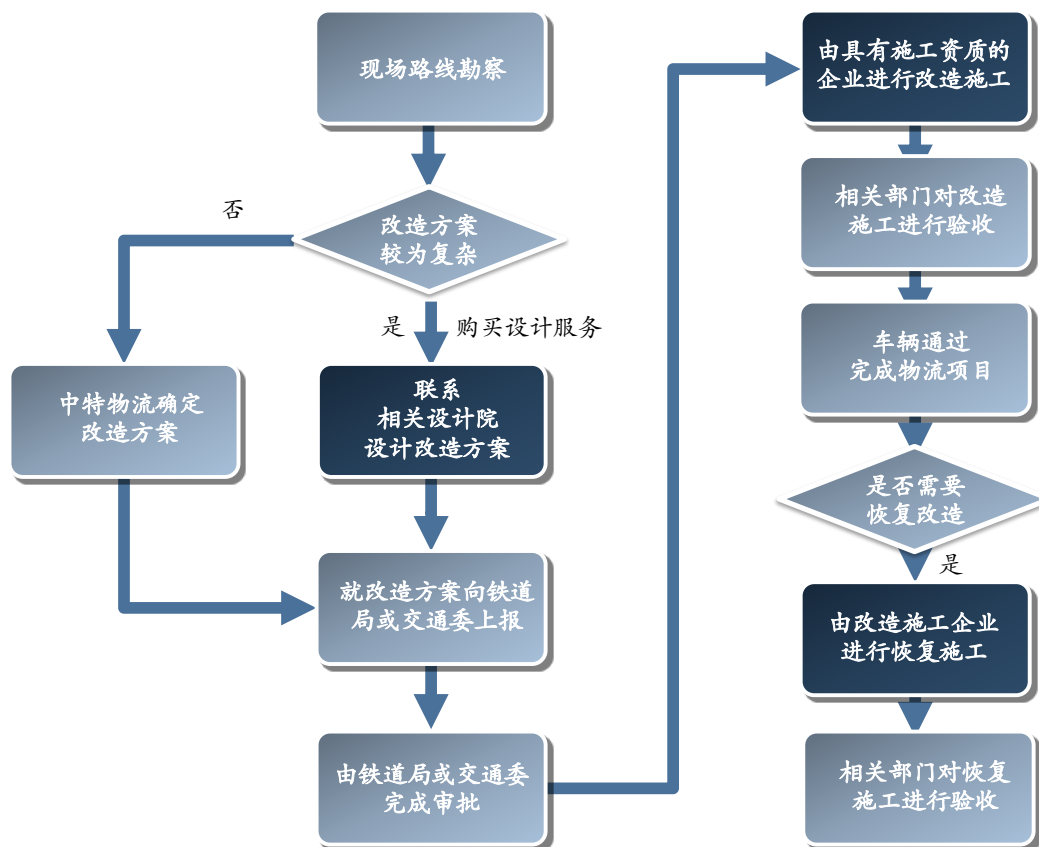 现场路线勘察
否
改造方案
较为复杂
是
购买设计服务
中特物流确定
改造方案
联系
相关设计院
设计改造方案
就改造方案向铁道
局或交通委上报
由铁道局或交通委
完成审批
由具有施工资质的
企业进行改造施工
相关部门对改造
施工进行验收
车辆通过
完成物流项目
是否需要
恢复改造
是
由改造施工企业
进行恢复施工
相关部门对恢复
施工进行验收